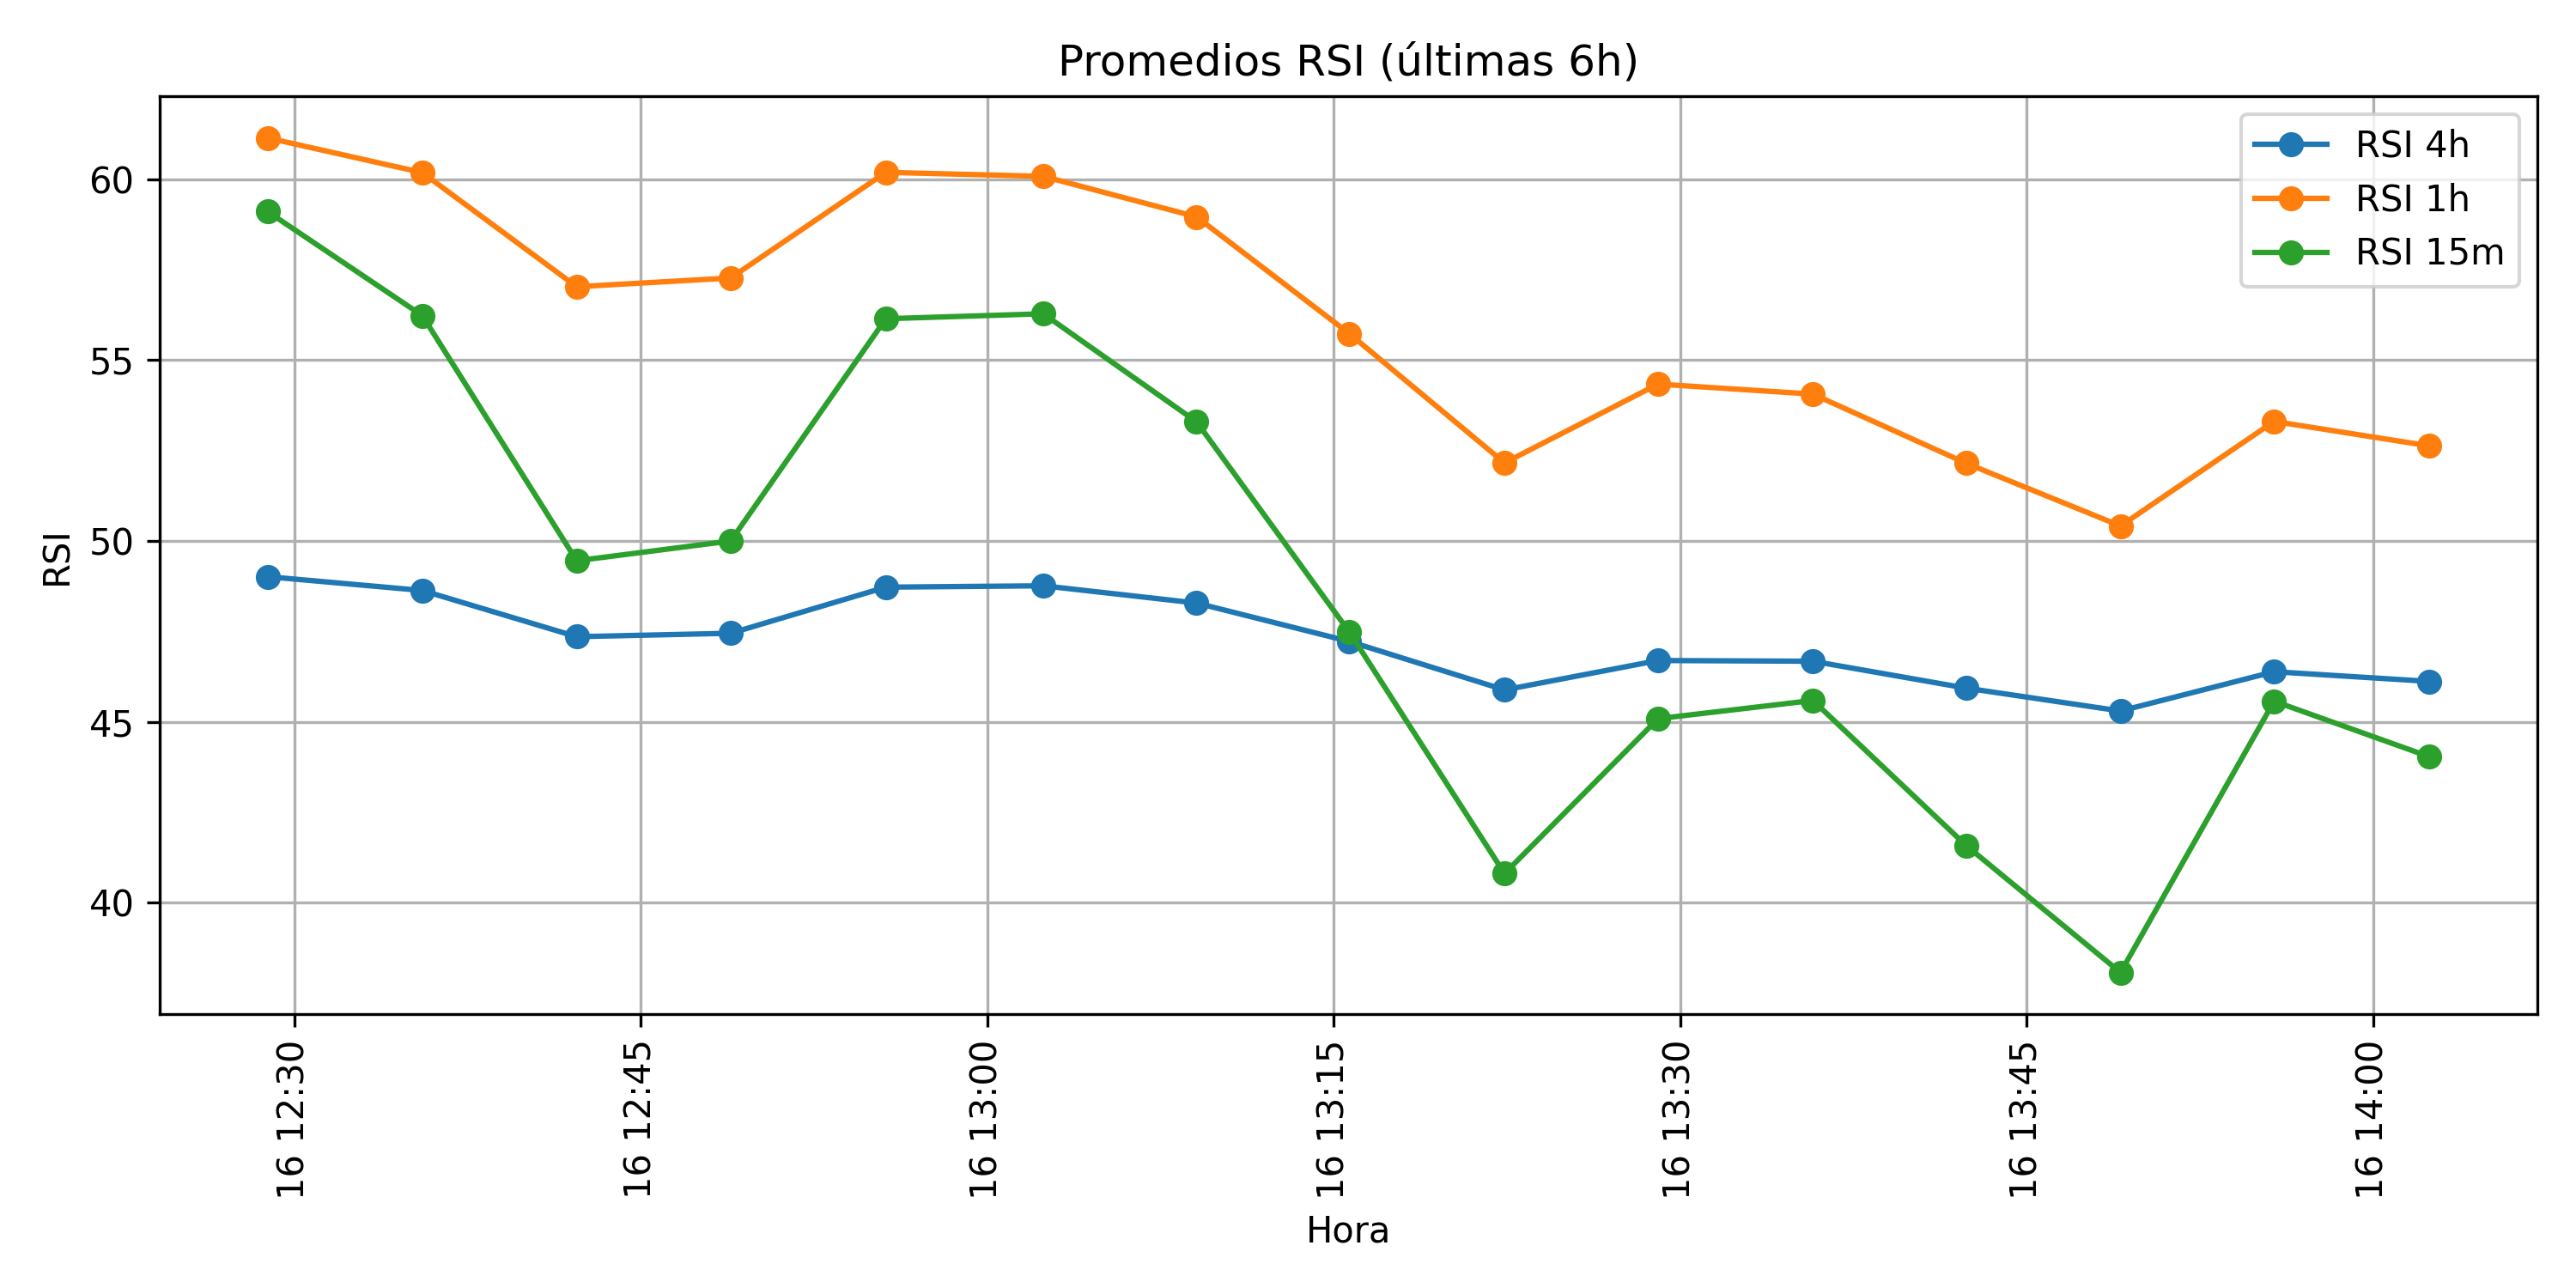 Promedios RSI (últimas 6h)
RSI 4h
RSI 1h
RSI 15m
RSI
60
55
50
45
40
16 12:30
16 12:45
16 13:00
16 13:15
16 13:30
16 13:45
16 14:00
Hora